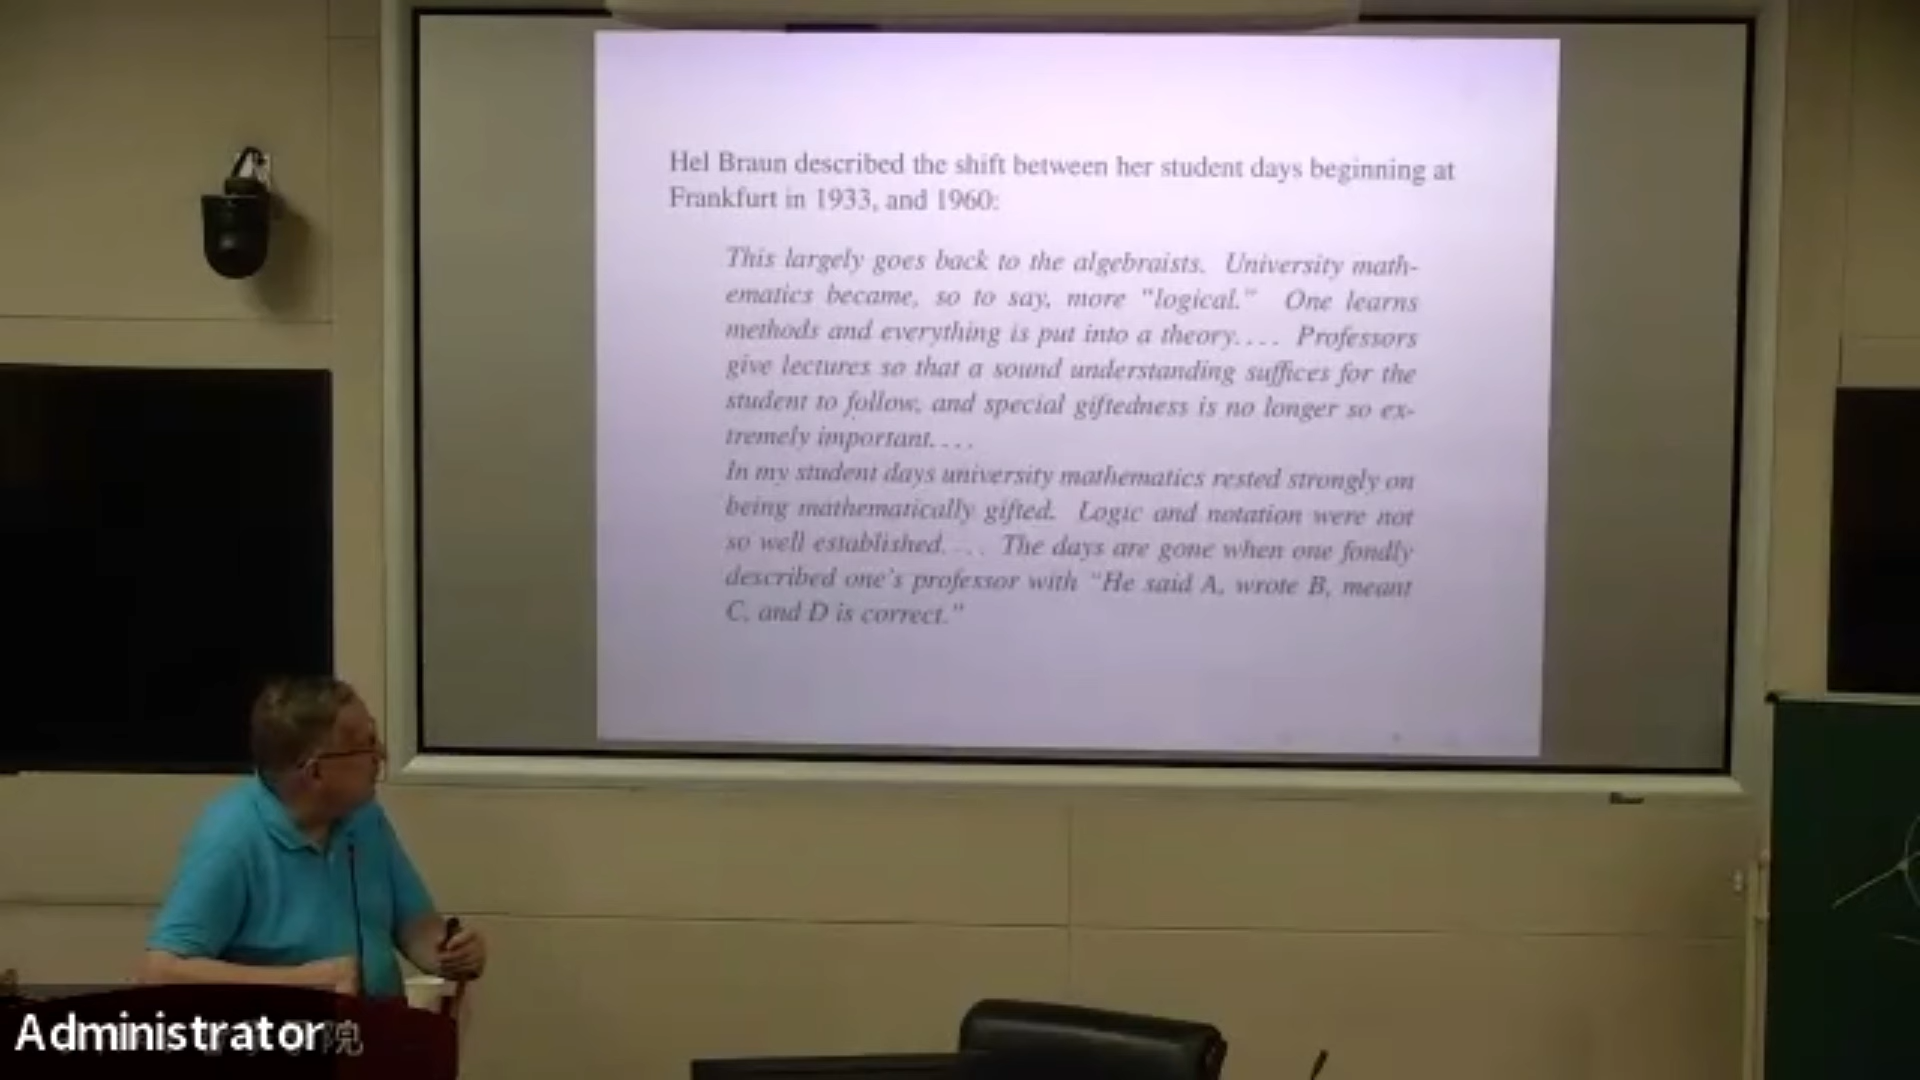 Hel Braun described the shift between her student days beginning at
Frankfurt in 1933, and 1960:
This largely goes back to the algebraists. University math-
ematics became, so to say, more "logical." One learns
methods and everything is put into a theory.... Professors
give lectures so that a sound understanding suffices for the
student to follow, and special giftedness is no longer so ex-
tremely important....
In my student days university mathematics rested strongly on
being mathematically gifted. Logic and notation were not
so well established.... The days are gone when one fondly
described one's professor with "He said A, wrote B, meant
C, and D is correct."
Administrator
院